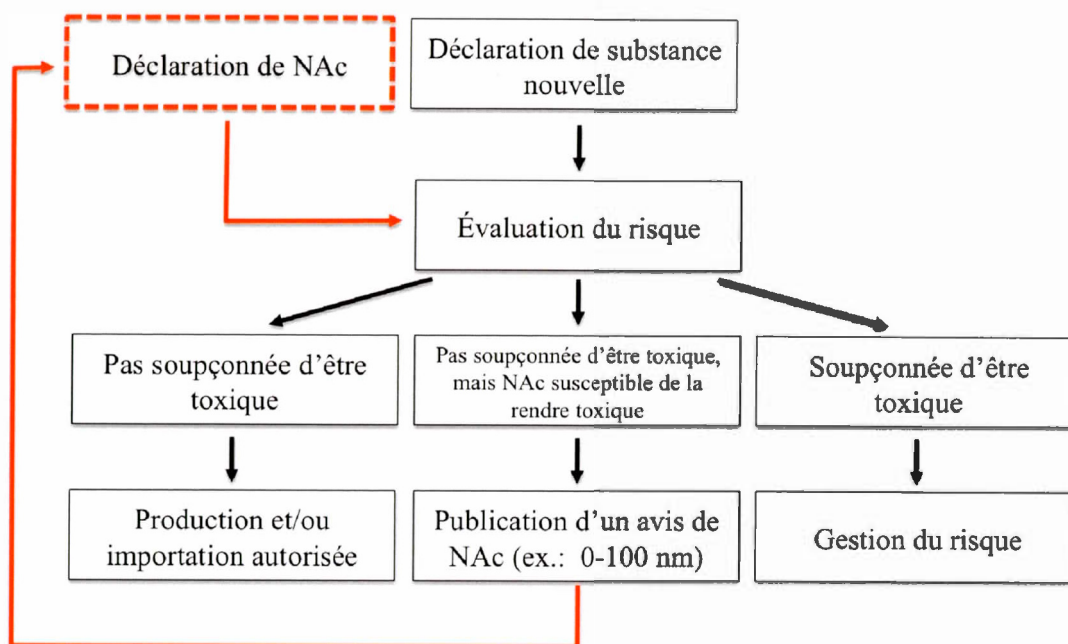 Déclaration de NAc
Déclaration de substance
nouvelle
Évaluation du risque
Pas soupçonnée d'être
toxique
Pas soupçonnée d'être toxique,
mais NAc susceptible de la
rendre toxique
Soupçonnée d'être
toxique
Production et/ou
importation autorisée
Publication d'un avis de
NAc (ex.: 0-100 nm)
Gestion du risque